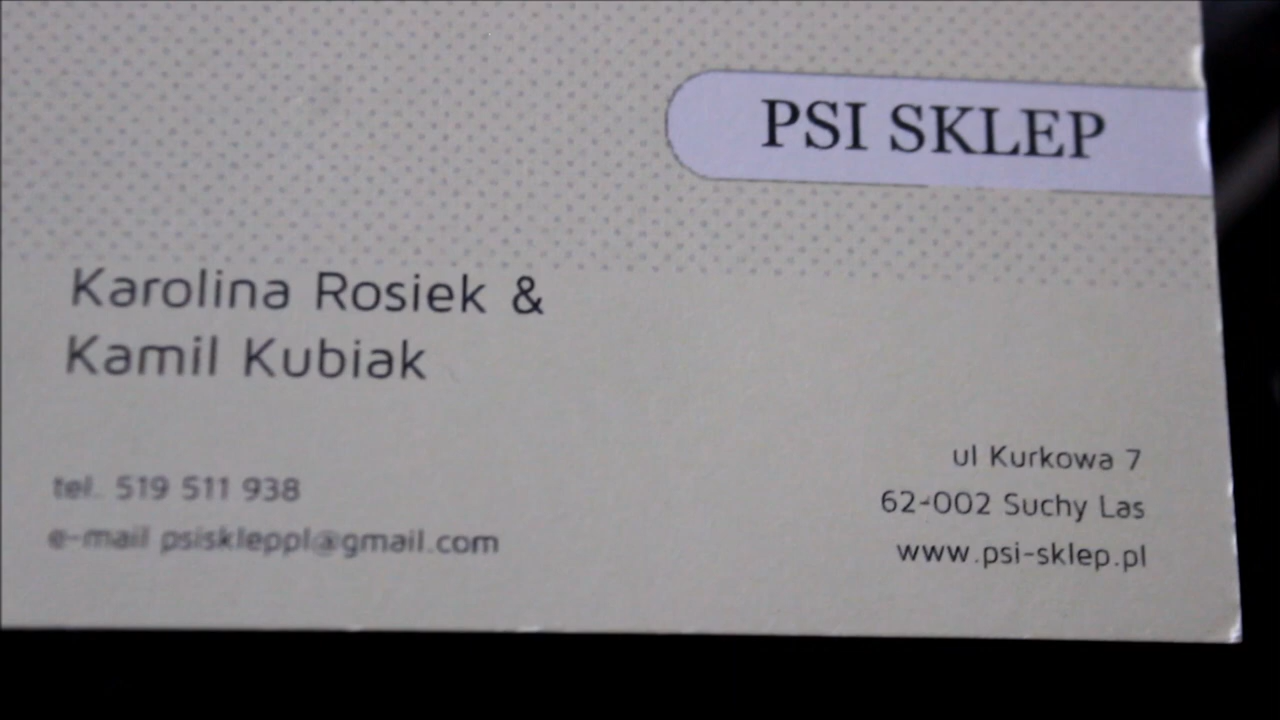 PSI SKLEP
Karolina Rosiek &
Kamil Kubiak
tel. 519 511 938
e-mail psiskleppl@gmail.com
ul Kurkowa 7
62-002 Suchy Las
www.psi-sklep.pl